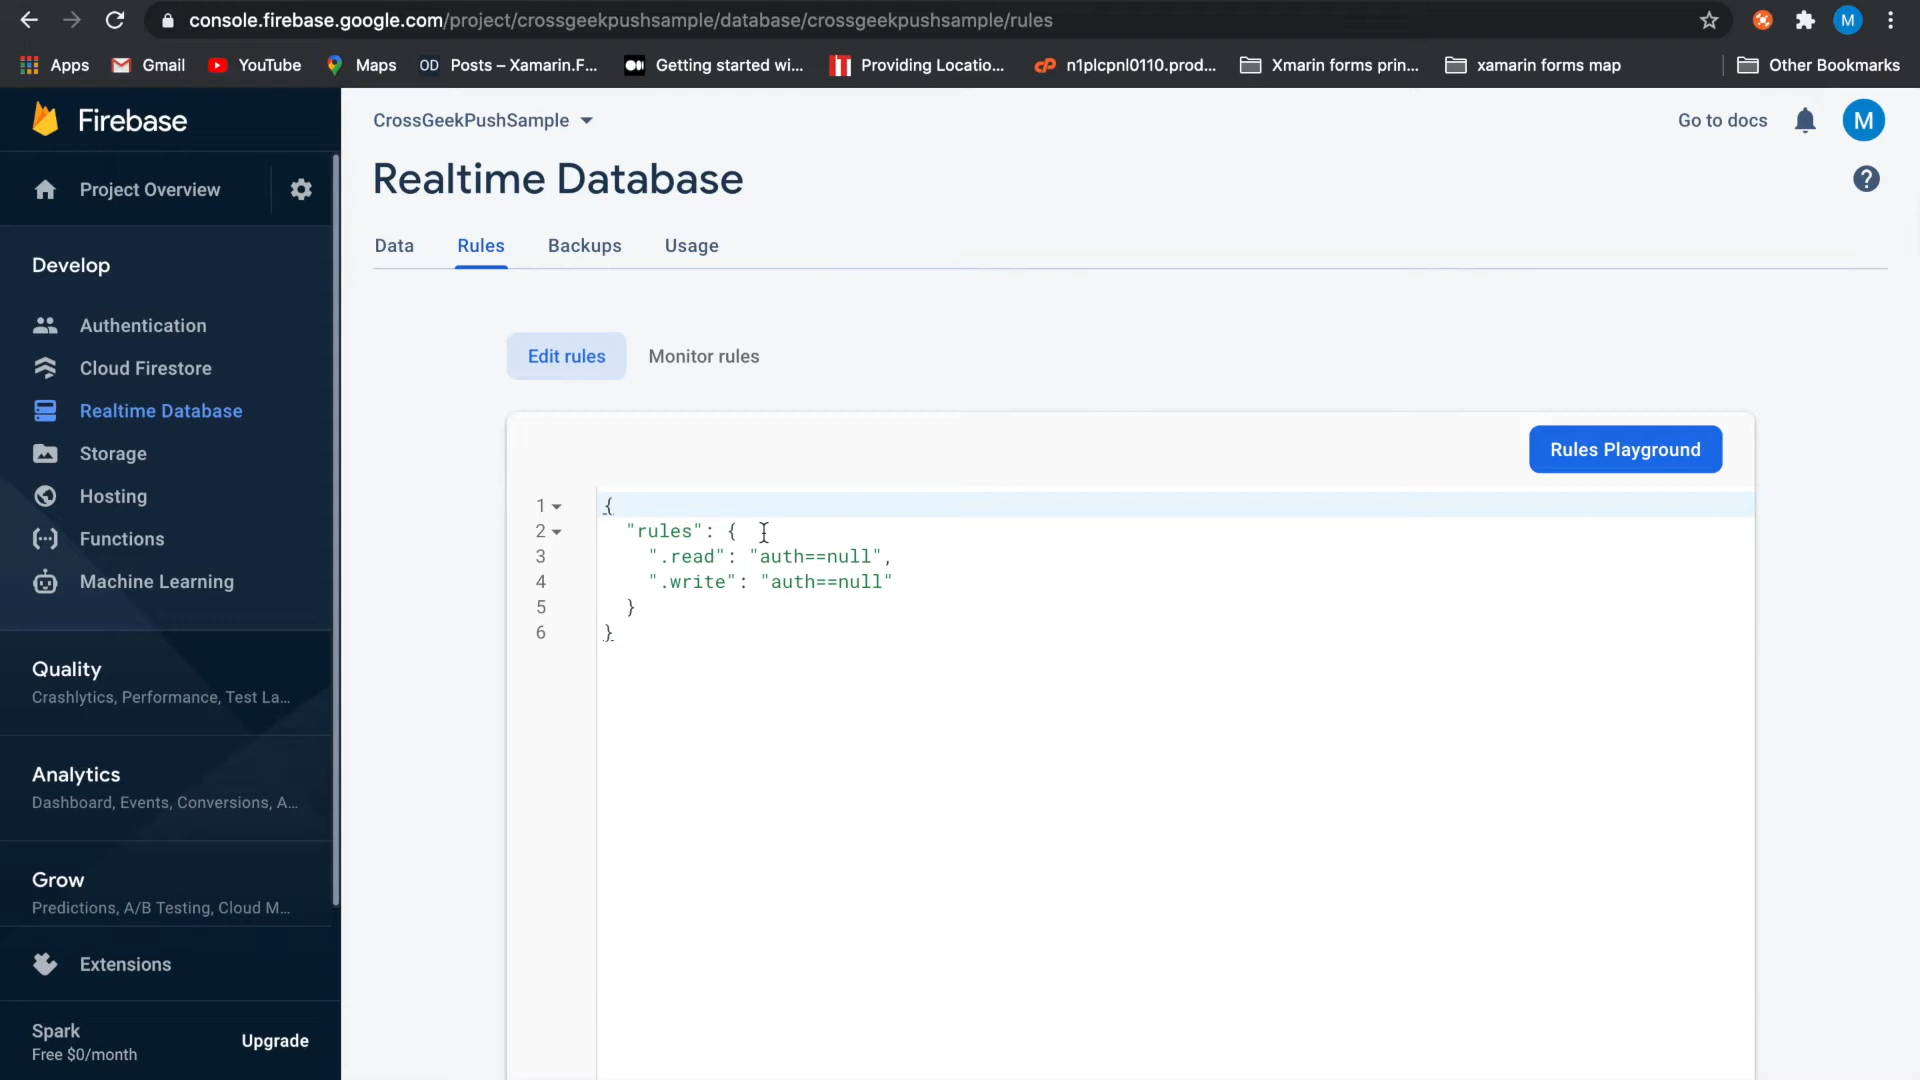 console.firebase.google.com/project/crossgeekpushsample/database/crossgeekpushsample/rules
M
Apps Gmail YouTube Maps OD Posts – Xamarin.F... Getting started wi... Providing Locatio... cP n1plcpnl0110.prod... Xmarin forms prin... xamarin forms map Other Bookmarks
Firebase
CrossGeekPushSample
Go to docs
M
Project Overview
Realtime Database
?
Data Rules Backups Usage
Develop
Authentication
Cloud Firestore
Realtime Database
Storage
Hosting
Functions
Machine Learning
Quality
Crashlytics, Performance, Test La...
Analytics
Dashboard, Events, Conversions, A...
Grow
Predictions, A/B Testing, Cloud M...
Extensions
Spark
Free $0/month
Upgrade
Edit rules Monitor rules
Rules Playground
1 {
2 "rules": {
3 ".read": "auth==null",
4 ".write": "auth==null"
5 }
6 }